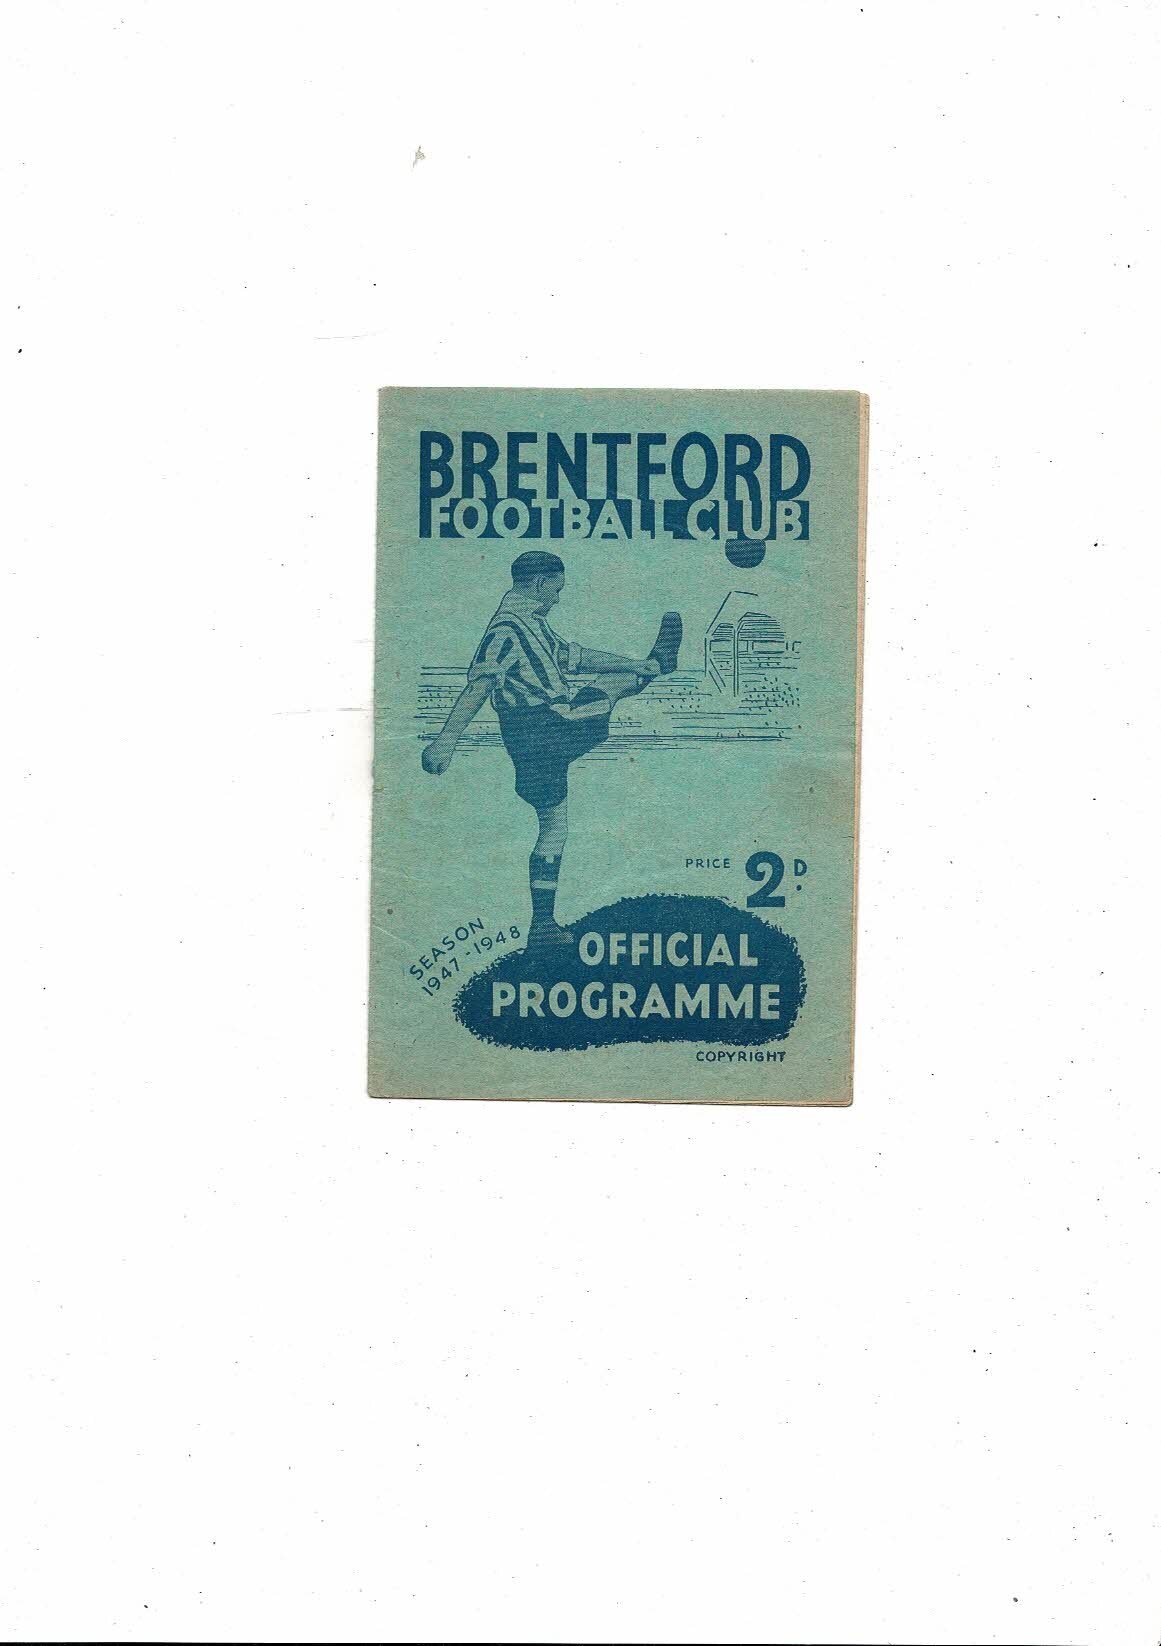 BRENTFORD
FOOTBALL CLUB
PRICE 2D.
SEASON
1947-1948
OFFICIAL
PROGRAMME
COPYRIGHT